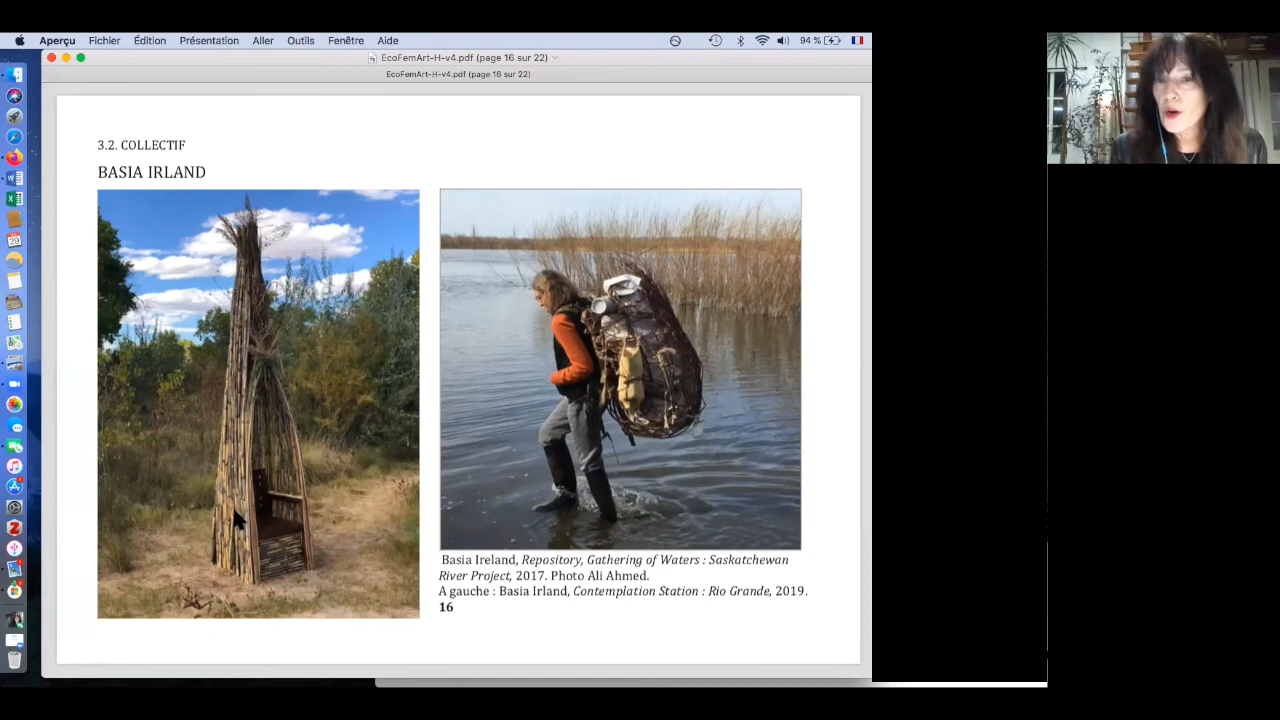 Aperçu Fichier Édition Présentation Aller Outils Fenêtre Aide 94 %
EcoFemArt-H-v4.pdf (page 16 sur 22)
EcoFemArt-H-v4.pdf (page 16 sur 22)
3.2. COLLECTIF
BASIA IRLAND
Basia Ireland, Repository, Gathering of Waters : Saskatchewan
River Project, 2017. Photo Ali Ahmed.
A gauche : Basia Irland, Contemplation Station : Rio Grande, 2019.
16
29